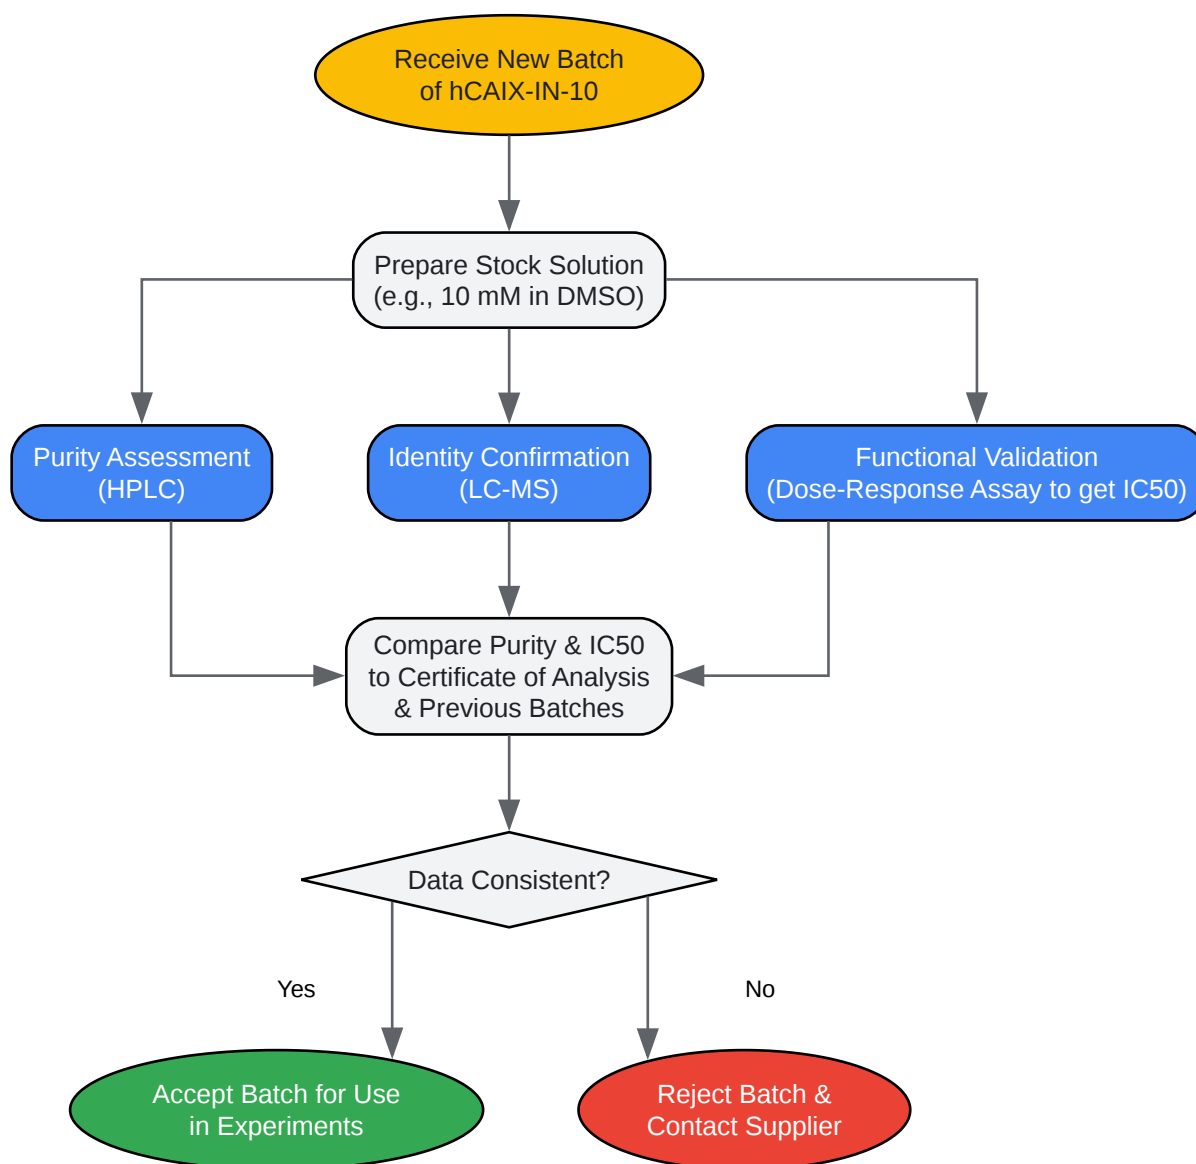 Receive New Batch
of hCAIX-IN-10
Prepare Stock Solution
(e.g., 10 mM in DMSO)
Purity Assessment
(HPLC)
Identity Confirmation
(LC-MS)
Functional Validation
(Dose-Response Assay to get IC50)
Compare Purity & IC50
to Certificate of Analysis
& Previous Batches
Data Consistent?
Yes
No
Accept Batch for Use
in Experiments
Reject Batch &
Contact Supplier